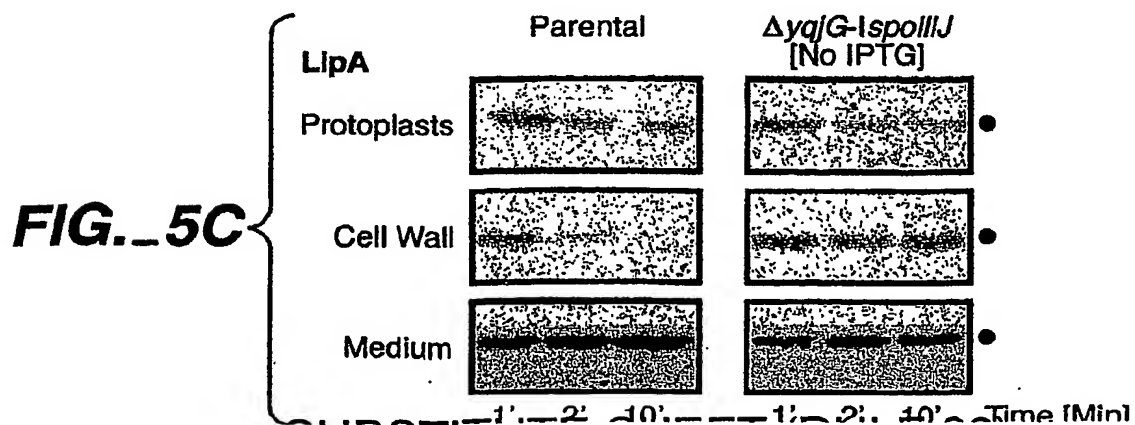 Parental ΔyqjG-IspoIIIJ
[No IPTG]
LipA
Protoplasts
FIG._5C
Cell Wall
Medium
1' 2' 10' 1' 2' 10' Time [Min]